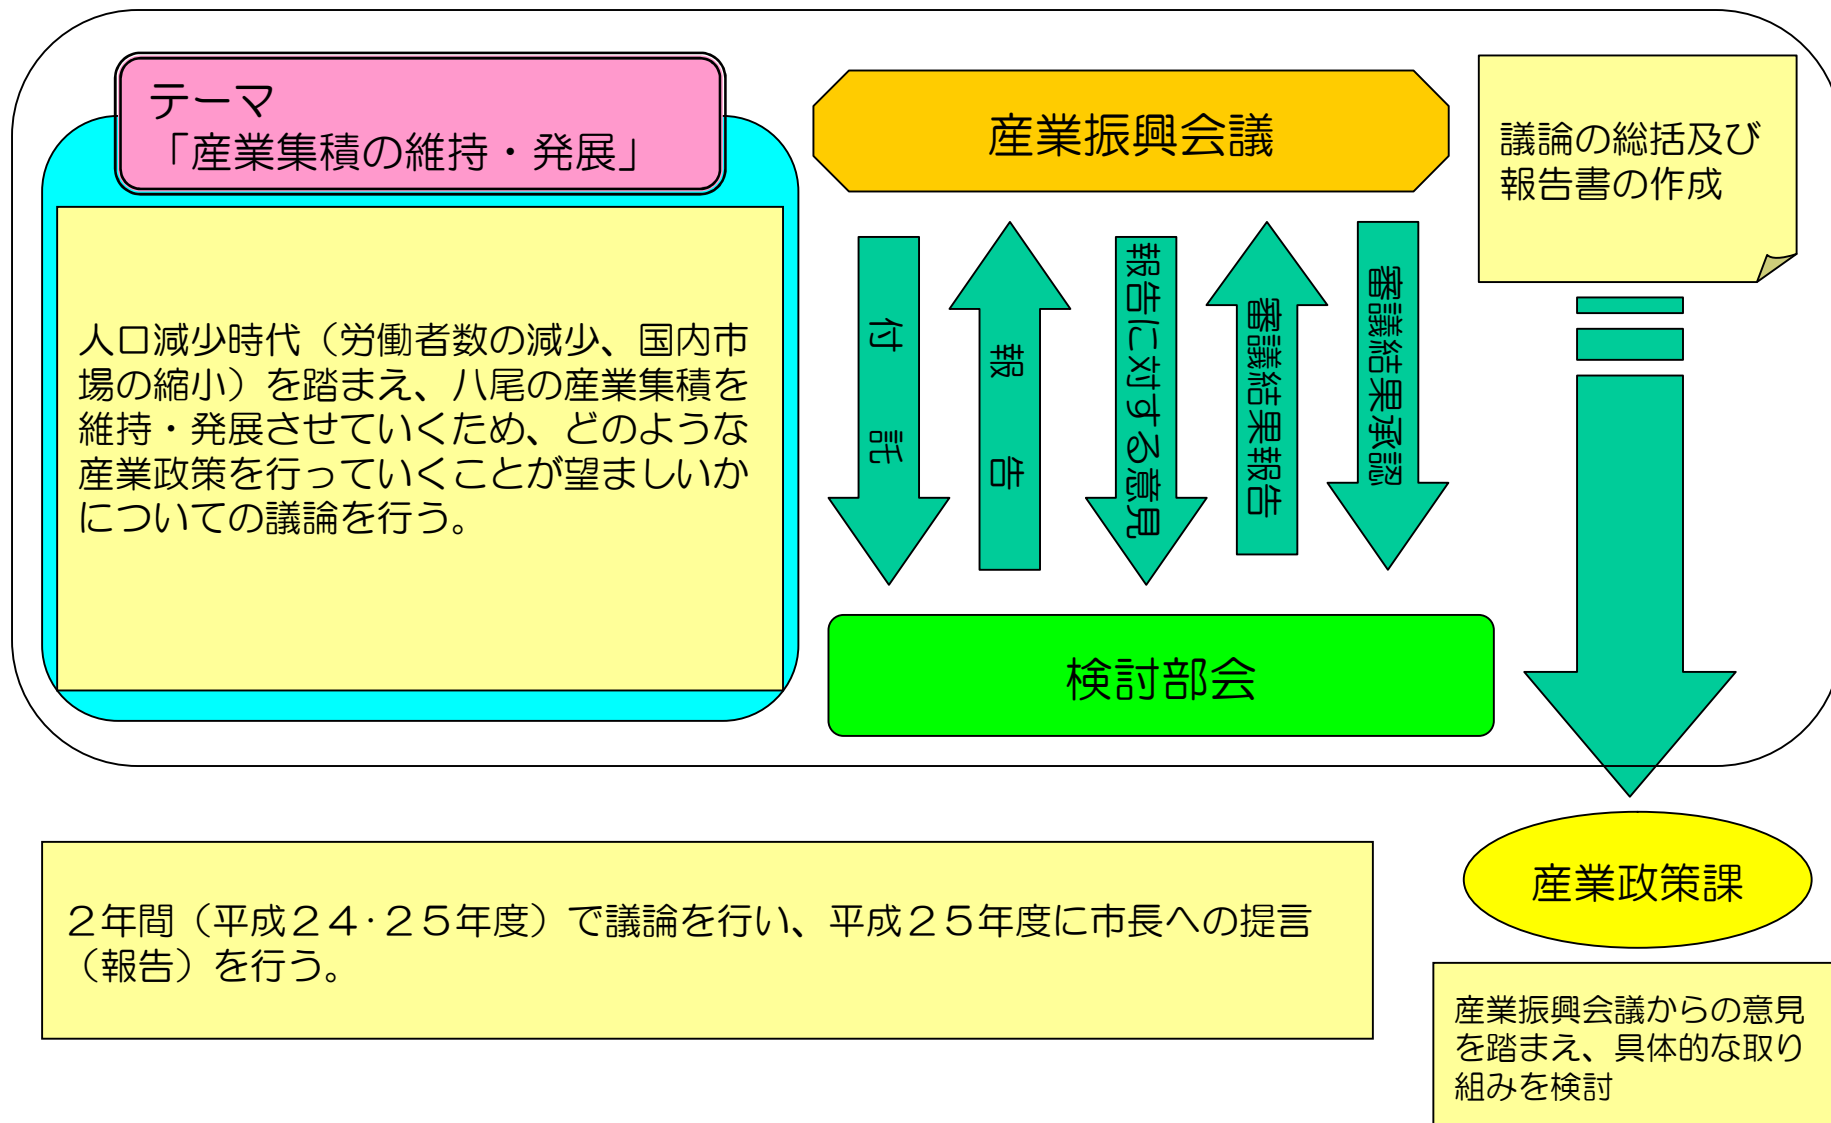 テーマ
「産業集積の維持・発展」
人口減少時代（労働者数の減少、国内市
場の縮小）を踏まえ、八尾の産業集積を
維持・発展させていくため、どのような
産業政策を行っていくことが望ましいか
についての議論を行う。
産業振興会議
付託
報告
報告に対する意見
審議結果報告
審議結果承認
検討部会
議論の総括及び
報告書の作成
産業政策課
産業振興会議からの意見
を踏まえ、具体的な取り
組みを検討
２年間（平成２４･２５年度）で議論を行い、平成２５年度に市長への提言
（報告）を行う。